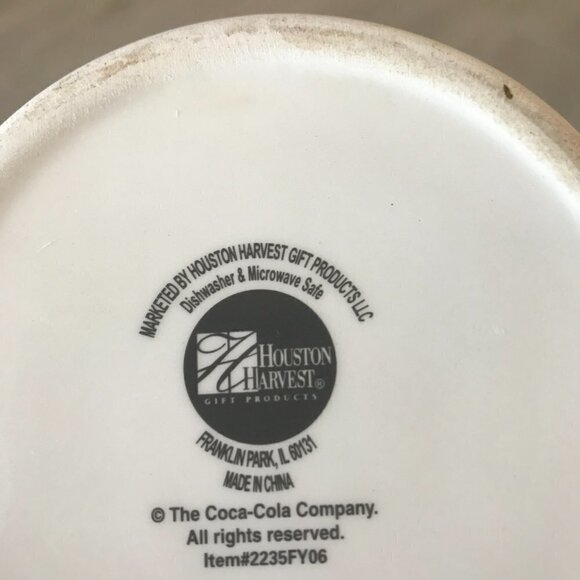 MARKETED BY HOUSTON HARVEST GIFT PRODUCTS LLC
Dishwasher & Microwave Safe
H HOUSTON
HARVEST®
GIFT PRODUCTS
FRANKLIN PARK, IL 60131
MADE IN CHINA
© The Coca-Cola Company.
All rights reserved.
Item#2235FY06